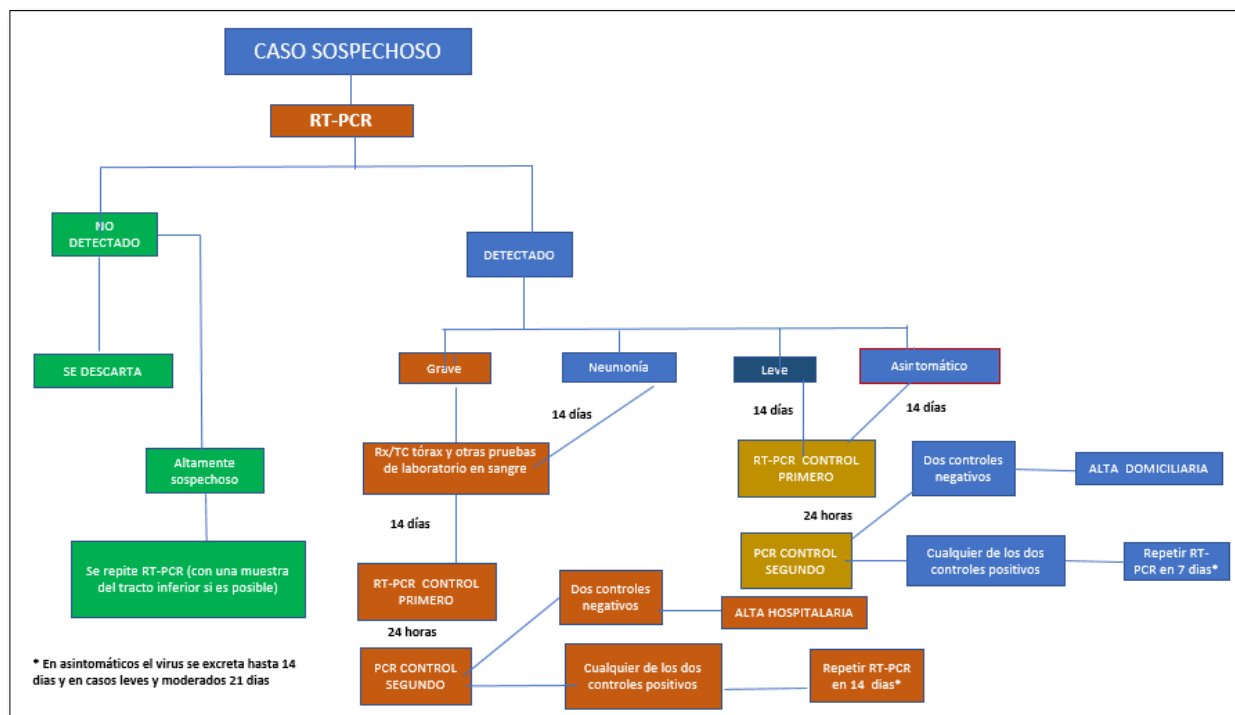 CASO SOSPECHOSO
RT-PCR
NO
DETECTADO
DETECTADO
SE DESCARTA
Grave
Neumonía
Leve
Asintomático
14 días
14 días
14 días
Rx/TC tórax y otras pruebas
de laboratorio en sangre
RT-PCR CONTROL
PRIMERO
Dos controles
negativos
ALTA DOMICILIARIA
Altamente
sospechoso
14 días
24 horas
Se repite RT-PCR (con una muestra
del tracto inferior si es posible)
PCR CONTROL
SEGUNDO
Cualquier de los dos
controles positivos
Repetir RT-
PCR en 7 dias*
RT-PCR CONTROL
PRIMERO
Dos controles
negativos
ALTA HOSPITALARIA
24 horas
* En asintomáticos el virus se excreta hasta 14
dias y en casos leves y moderados 21 dias
PCR CONTROL
SEGUNDO
Cualquier de los dos
controles positivos
Repetir RT-PCR
en 14 dias*